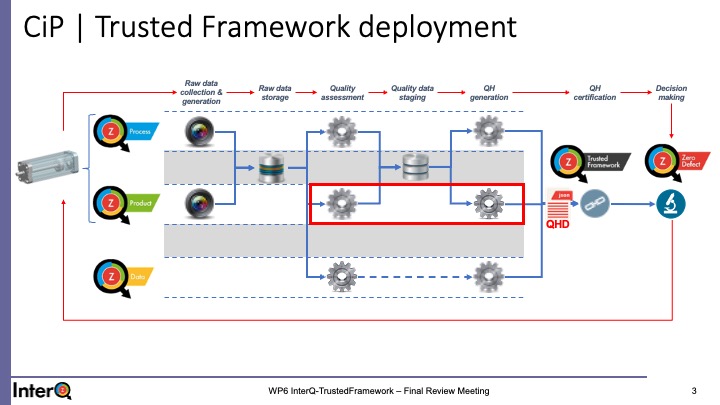 CiP | Trusted Framework deployment
Raw data
collection &
generation
Raw data
storage
Quality
assessment
Quality data
staging
QH
generation
QH
certification
Decision
making
Z
Process
Z
Trusted
Framework
Z
Zero
Defect
Z
Product
json
QHD
Z
Data
InterQ
WP6 InterQ-TrustedFramework – Final Review Meeting
3